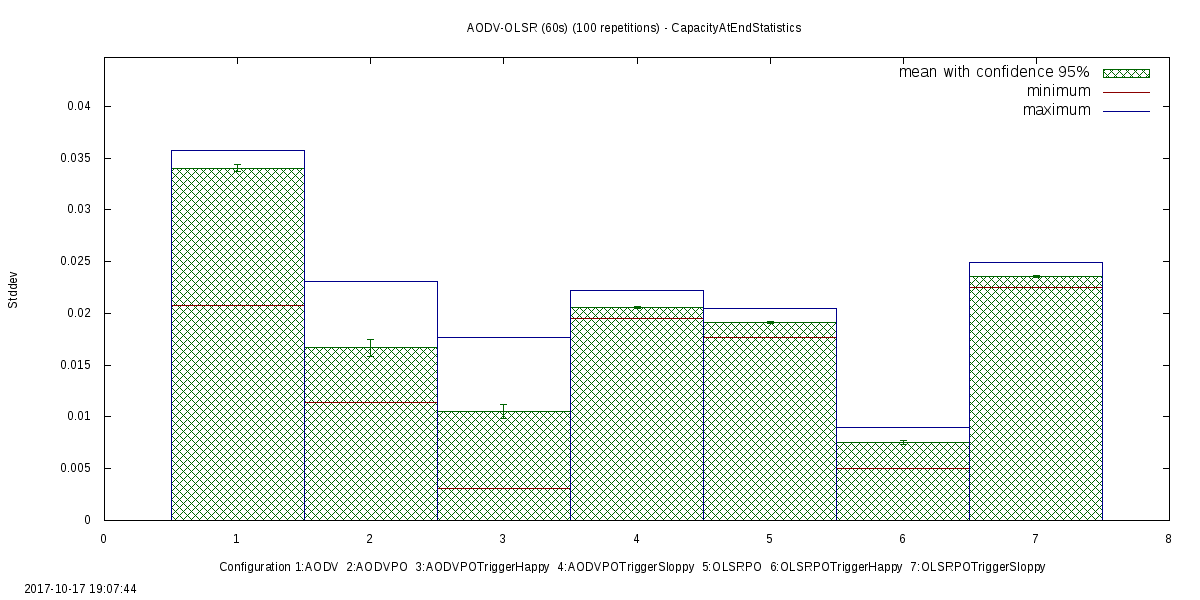 AODV-OLSR (60s) (100 repetitions) - CapacityAtEndStatistics
mean with confidence 95%
minimum
maximum
0.04
0.035
0.03
0.025
0.02
0.015
0.01
0.005
0
Stddev
0 1 2 3 4 5 6 7 8
Configuration 1:AODV 2:AODVPO 3:AODVPOTriggerHappy 4:AODVPOTriggerSloppy 5:OLSRPO 6:OLSRPOTriggerHappy 7:OLSRPOTriggerSloppy
2017-10-17 19:07:44